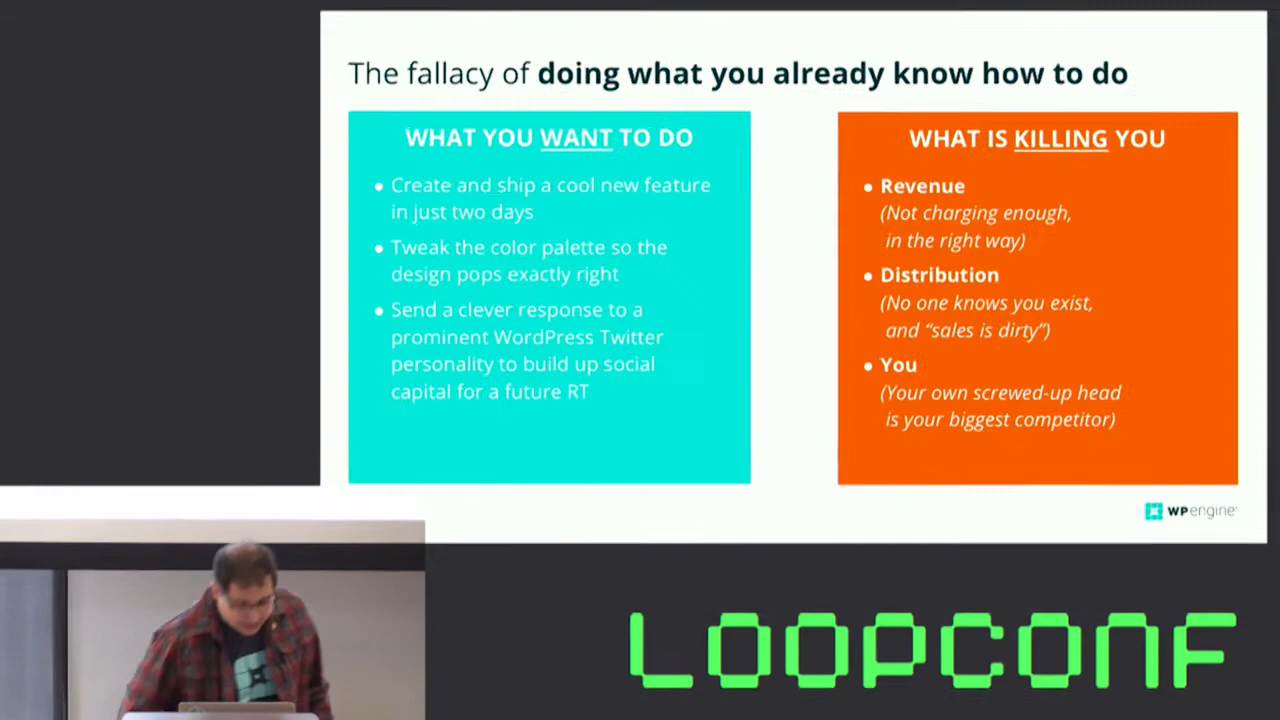 The fallacy of doing what you already know how to do
WHAT YOU WANT TO DO
• Create and ship a cool new feature
in just two days
• Tweak the color palette so the
design pops exactly right
• Send a clever response to a
prominent WordPress Twitter
personality to build up social
capital for a future RT
WHAT IS KILLING YOU
• Revenue
(Not charging enough,
in the right way)
• Distribution
(No one knows you exist,
and “sales is dirty”)
• You
(Your own screwed-up head
is your biggest competitor)
WPengine
LOOPCONF